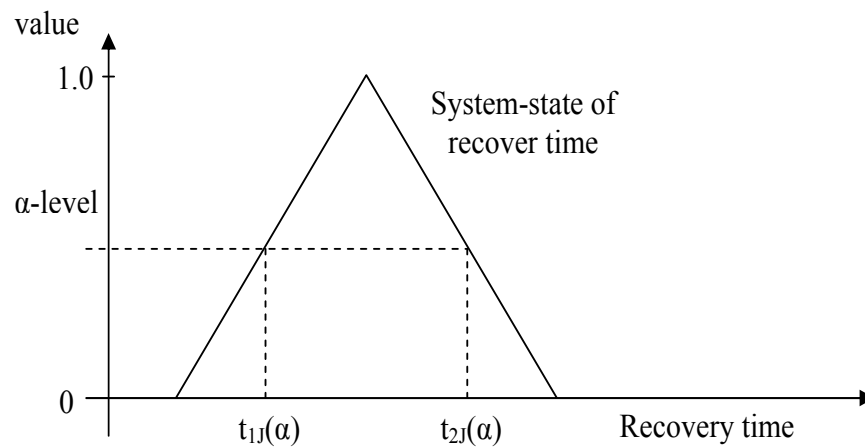 value
1.0
System-state of
recover time
α-level
0
t₁J(α)
t₂J(α)
Recovery time